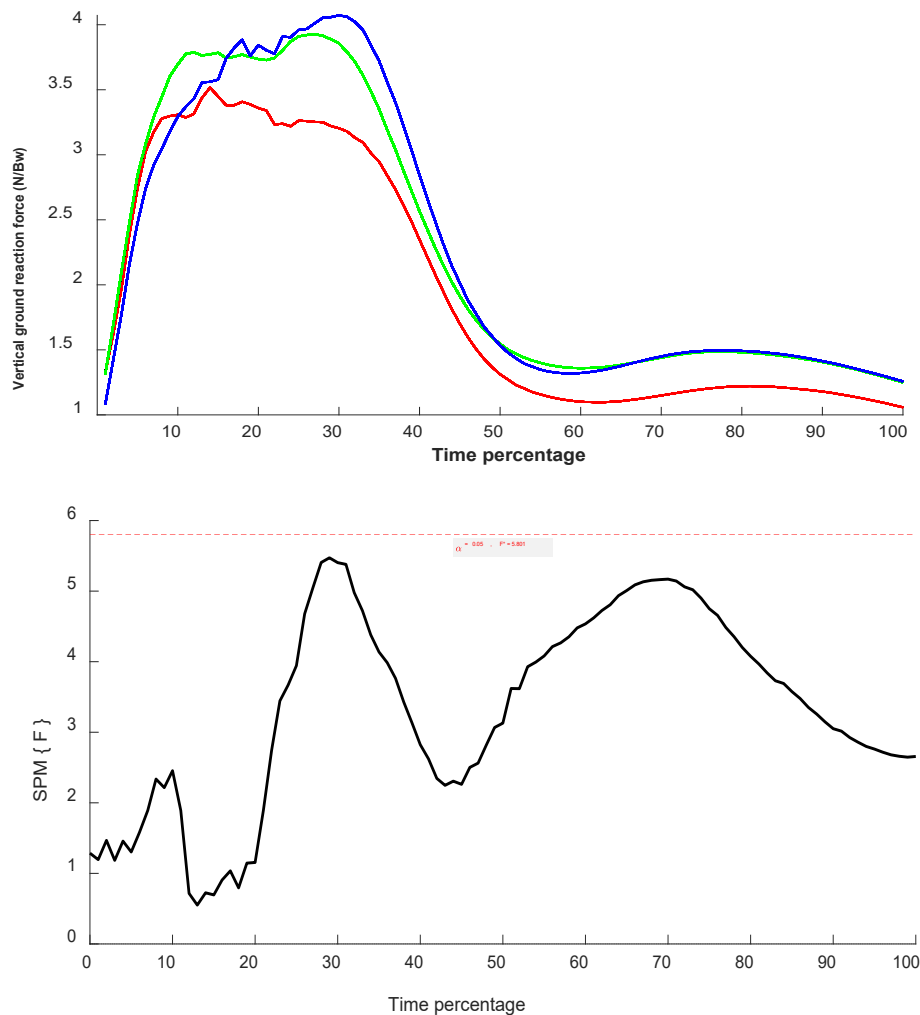 4
3.5
3
2.5
2
1.5
1
Vertical ground reaction force (N/Bw)
10 20 30 40 50 60 70 80 90 100
Time percentage
6
5
4
3
2
1
0
SPM { F }
α = 0.05 , F* = 5.801
0 10 20 30 40 50 60 70 80 90 100
Time percentage